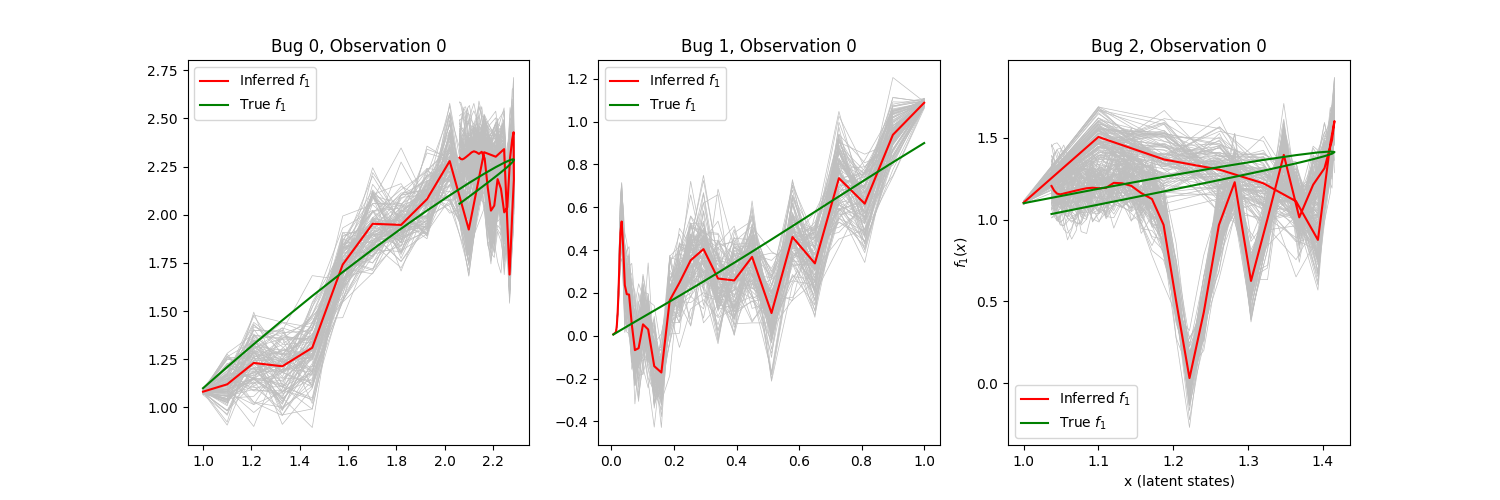 Bug 0, Observation 0
Inferred f₁
True f₁
2.75
2.50
2.25
2.00
1.75
1.50
1.25
1.00
1.0 1.2 1.4 1.6 1.8 2.0 2.2
Bug 1, Observation 0
Inferred f₁
True f₁
1.2
1.0
0.8
0.6
0.4
0.2
0.0
−0.2
−0.4
0.0 0.2 0.4 0.6 0.8 1.0
Bug 2, Observation 0
f₁(x)
1.5
1.0
0.5
0.0
Inferred f₁
True f₁
1.0 1.1 1.2 1.3 1.4
x (latent states)